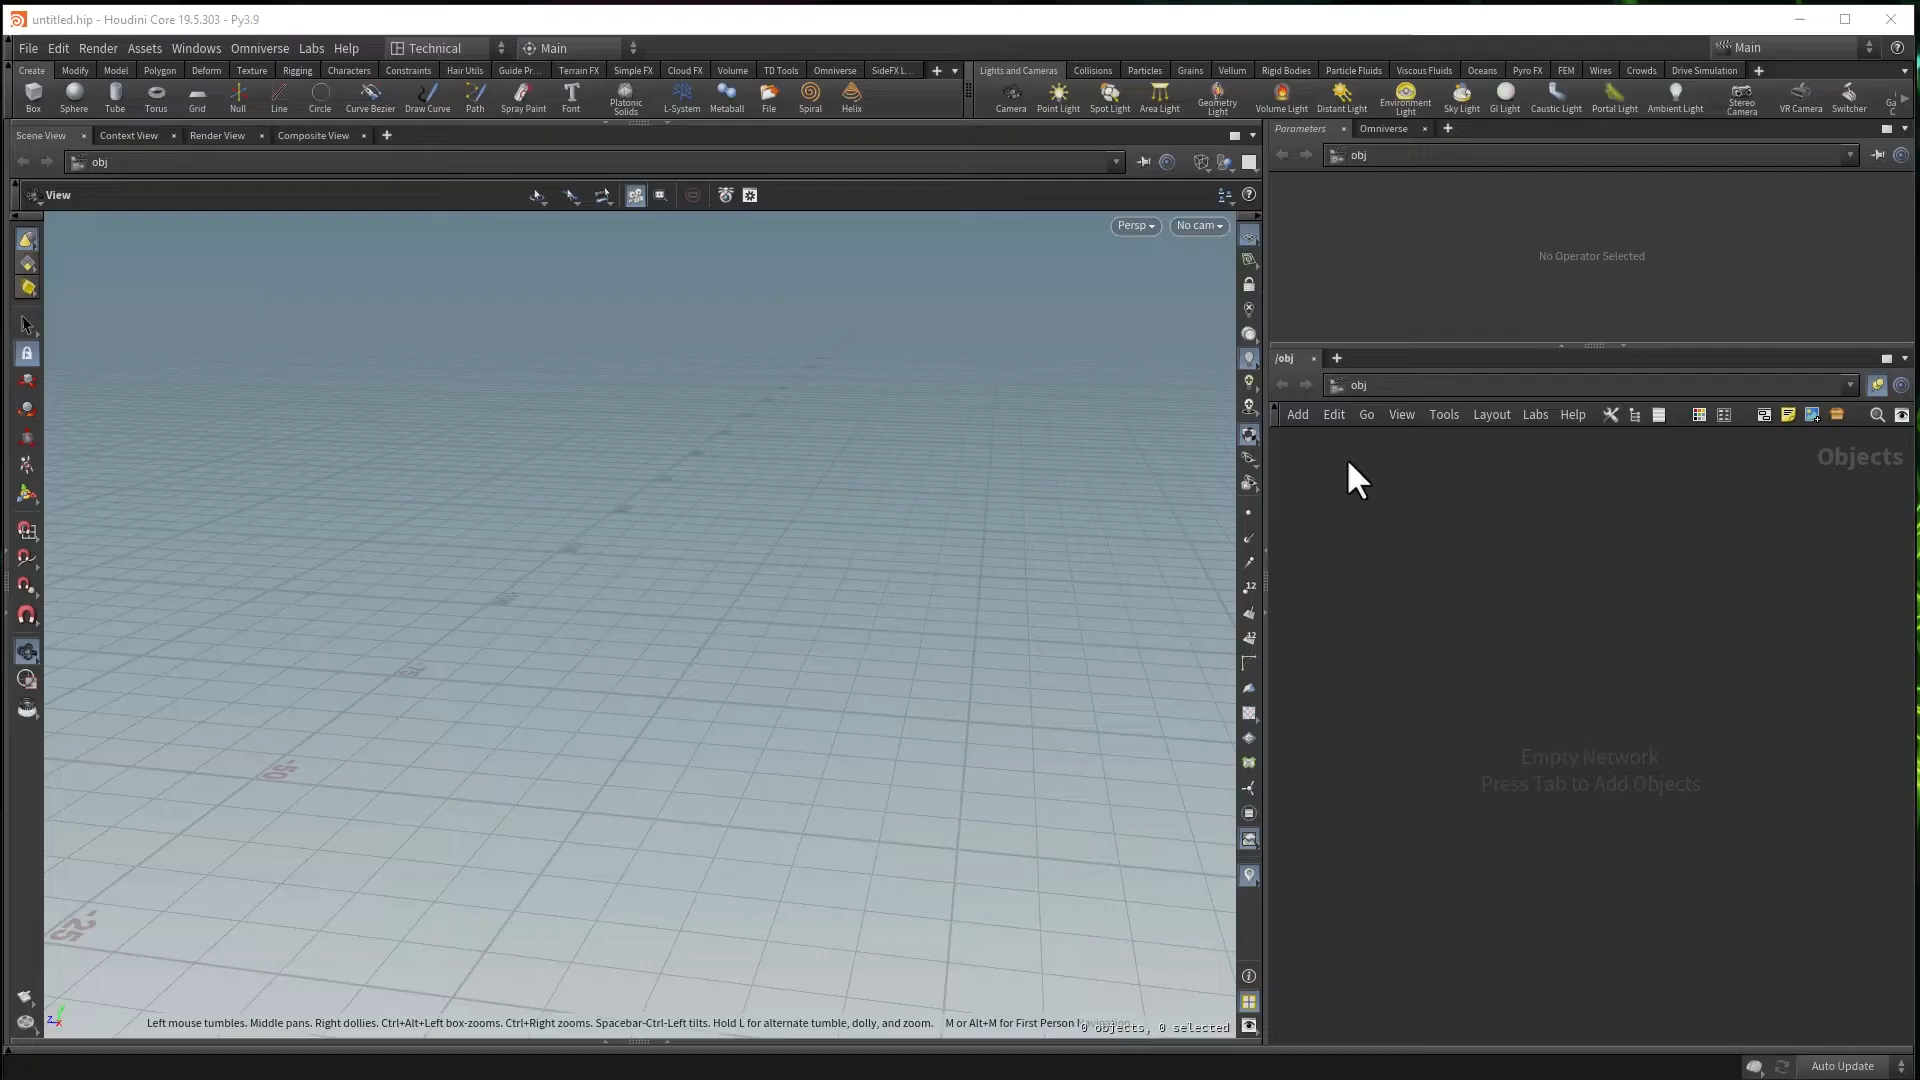 untitled.hip - Houdini Core 19.5.303 - Py3.9
File Edit Render Assets Windows Omniverse Labs Help Technical Main Main
Create Modify Model Polygon Deform Texture Rigging Characters Constraints Hair Utils Guide Pr... Terrain FX Simple FX Cloud FX Volume TD Tools Omniverse SideFX L... Lights and Cameras Collisions Particles Grains Vellum Rigid Bodies Particle Fluids Viscous Fluids Oceans Pyro FX FEM Wires Crowds Drive Simulation
Box Sphere Tube Torus Grid Null Line Circle Curve Bezier Draw Curve Path Spray Paint Font Platonic Solids L-System Metaball File Spiral Helix Camera Point Light Spot Light Area Light Geometry Light Volume Light Distant Light Environment Light Sky Light GI Light Caustic Light Portal Light Ambient Light Stereo Camera VR Camera Switcher Ga C
Scene View Context View Render View Composite View
obj
View
Persp No cam
-50
-25
z y x
Left mouse tumbles. Middle pans. Right dollies. Ctrl+Alt+Left box-zooms. Ctrl+Right zooms. Spacebar-Ctrl-Left tilts. Hold L for alternate tumble, dolly, and zoom. M or Alt+M for First Person Navigation.
0 objects, 0 selected
12
12
Parameters Omniverse
obj
No Operator Selected
/obj
obj
Add Edit Go View Tools Layout Labs Help
Objects
Empty Network
Press Tab to Add Objects
Auto Update